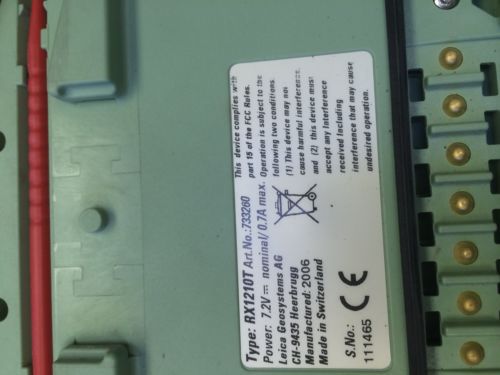 Type: RX1210T Art.No.:733260
Power: 7.2V⎓ nominal/ 0.7A max.
Leica Geosystems AG
CH-9435 Heerbrugg
Manufactured: 2006
Made in Switzerland
S.No.:
111465
CE
This device complies with
part 15 of the FCC Rules.
Operation is subject to the
following two conditions:
(1) This device may not
cause harmful interference,
and (2) this device must
accept any Interference
received Including
interference that may cause
undesired operation.